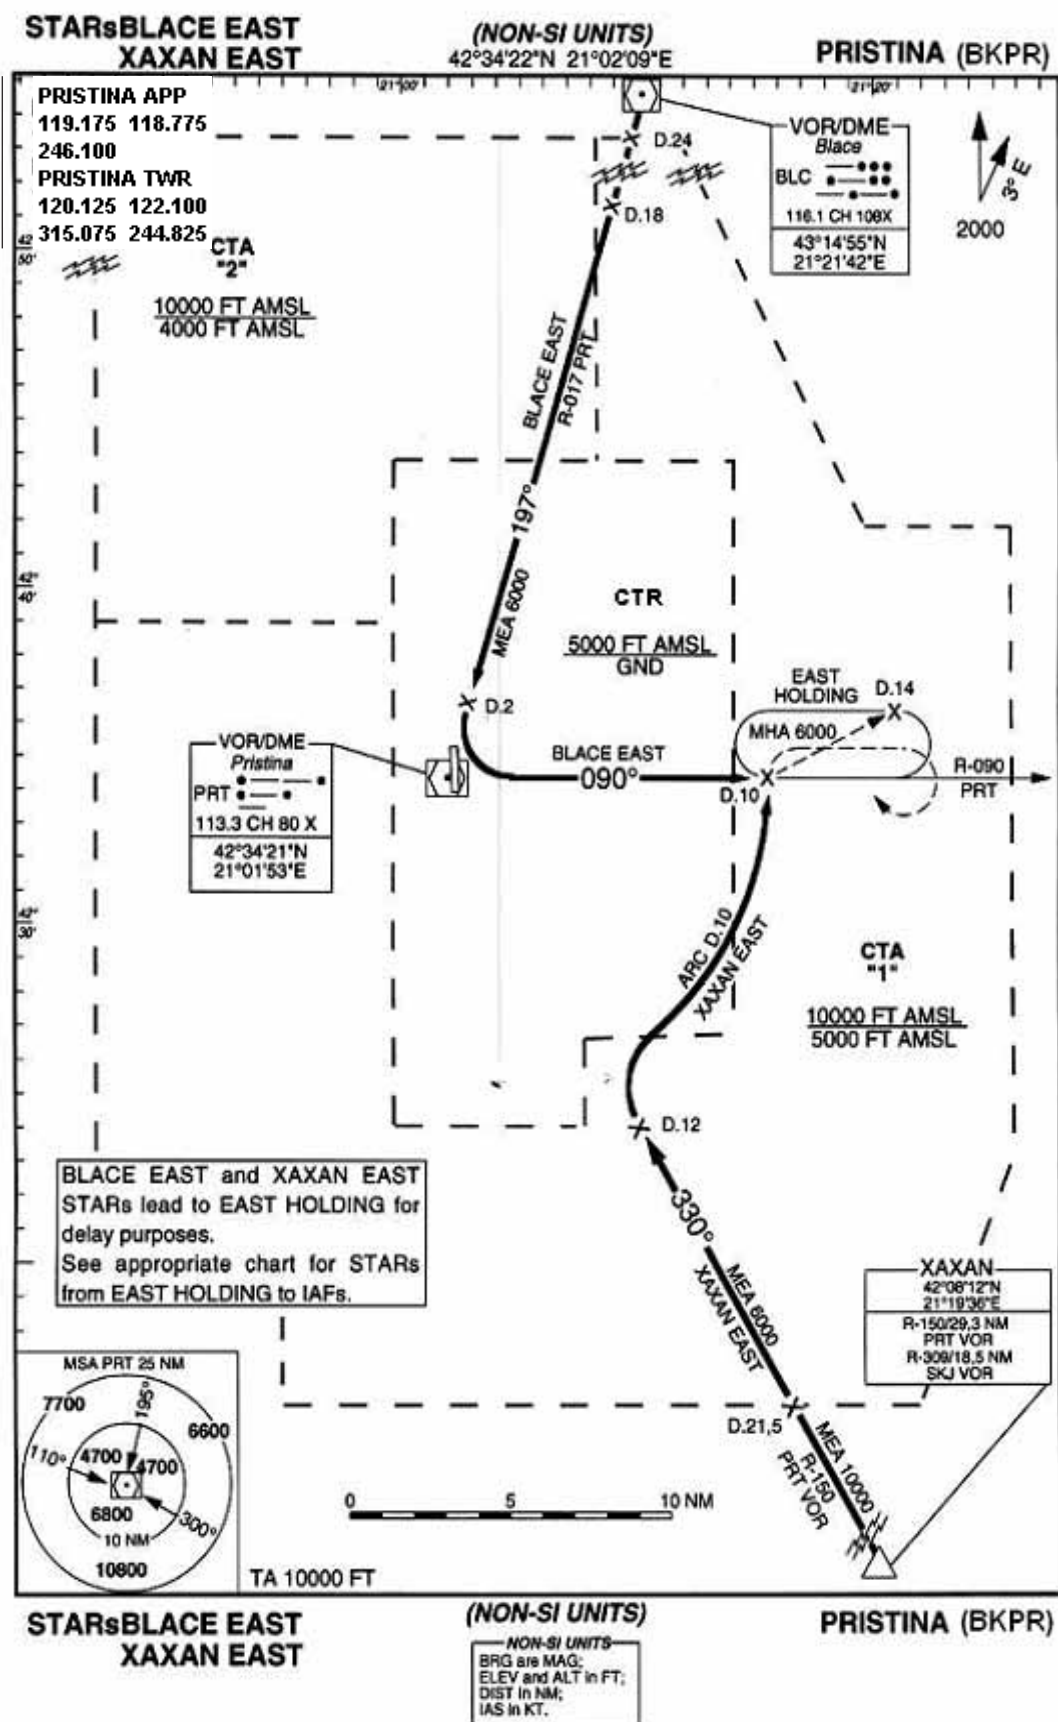 STARsBLACE EAST
XAXAN EAST
(NON-SI UNITS)
42°34'22"N 21°02'09"E
PRISTINA (BKPR)
PRISTINA APP
119.175 118.775
246.100
PRISTINA TWR
120.125 122.100
315.075 244.825
21°00'
21°20'
D.24
D.18
VOR/DME
Blace
BLC
116.1 CH 108X
43°14'55"N
21°21'42"E
3° E
2000
42°
50'
CTA
"2"
10000 FT AMSL
4000 FT AMSL
BLACE EAST
R-017 PRT
197°
MEA 6000
42°
40'
CTR
5000 FT AMSL
GND
EAST
HOLDING
D.14
MHA 6000
D.2
VOR/DME
Pristina
PRT
113.3 CH 80 X
42°34'21"N
21°01'53"E
BLACE EAST
090°
D.10
R-090
PRT
42°
30'
ARC D.10
XAXAN EAST
CTA
"1"
10000 FT AMSL
5000 FT AMSL
D.12
BLACE EAST and XAXAN EAST
STARs lead to EAST HOLDING for
delay purposes.
See appropriate chart for STARs
from EAST HOLDING to IAFs.
330°
MEA 6000
XAXAN EAST
XAXAN
42°08'12"N
21°19'36"E
R-150/29,3 NM
PRT VOR
R-309/18,5 NM
SKJ VOR
D.21,5
MEA 10000
R-150
PRT VOR
MSA PRT 25 NM
7700
195°
6600
110°
4700
4700
6800
300°
10 NM
10800
0 5 10 NM
TA 10000 FT
STARsBLACE EAST
XAXAN EAST
(NON-SI UNITS)
PRISTINA (BKPR)
NON-SI UNITS
BRG are MAG;
ELEV and ALT in FT;
DIST in NM;
IAS in KT.